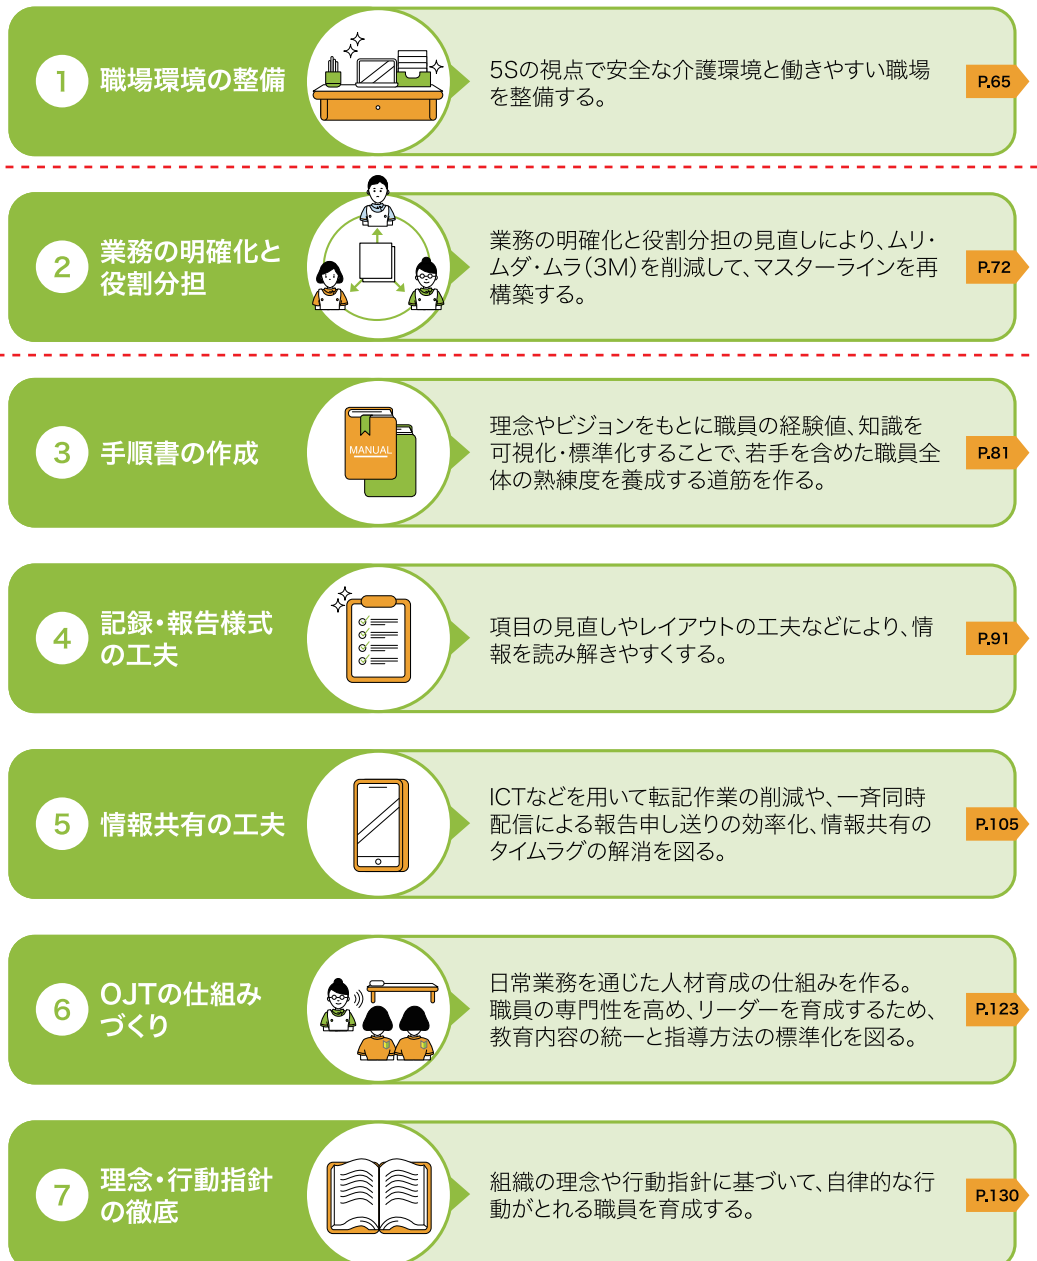 1
職場環境の整備
5Sの視点で安全な介護環境と働きやすい職場
を整備する。
P.65
2
業務の明確化と
役割分担
業務の明確化と役割分担の見直しにより、ムリ・
ムダ・ムラ(3M)を削減して、マスターラインを再
構築する。
P.72
3
手順書の作成
MANUAL
理念やビジョンをもとに職員の経験値、知識を
可視化・標準化することで、若手を含めた職員全
体の熟練度を養成する道筋を作る。
P.81
4
記録・報告様式
の工夫
項目の見直しやレイアウトの工夫などにより、情
報を読み解きやすくする。
P.91
5
情報共有の工夫
ICTなどを用いて転記作業の削減や、一斉同時
配信による報告申し送りの効率化、情報共有の
タイムラグの解消を図る。
P.105
6
OJTの仕組み
づくり
日常業務を通じた人材育成の仕組みを作る。
職員の専門性を高め、リーダーを育成するため、
教育内容の統一と指導方法の標準化を図る。
P.123
7
理念・行動指針
の徹底
組織の理念や行動指針に基づいて、自律的な行
動がとれる職員を育成する。
P.130